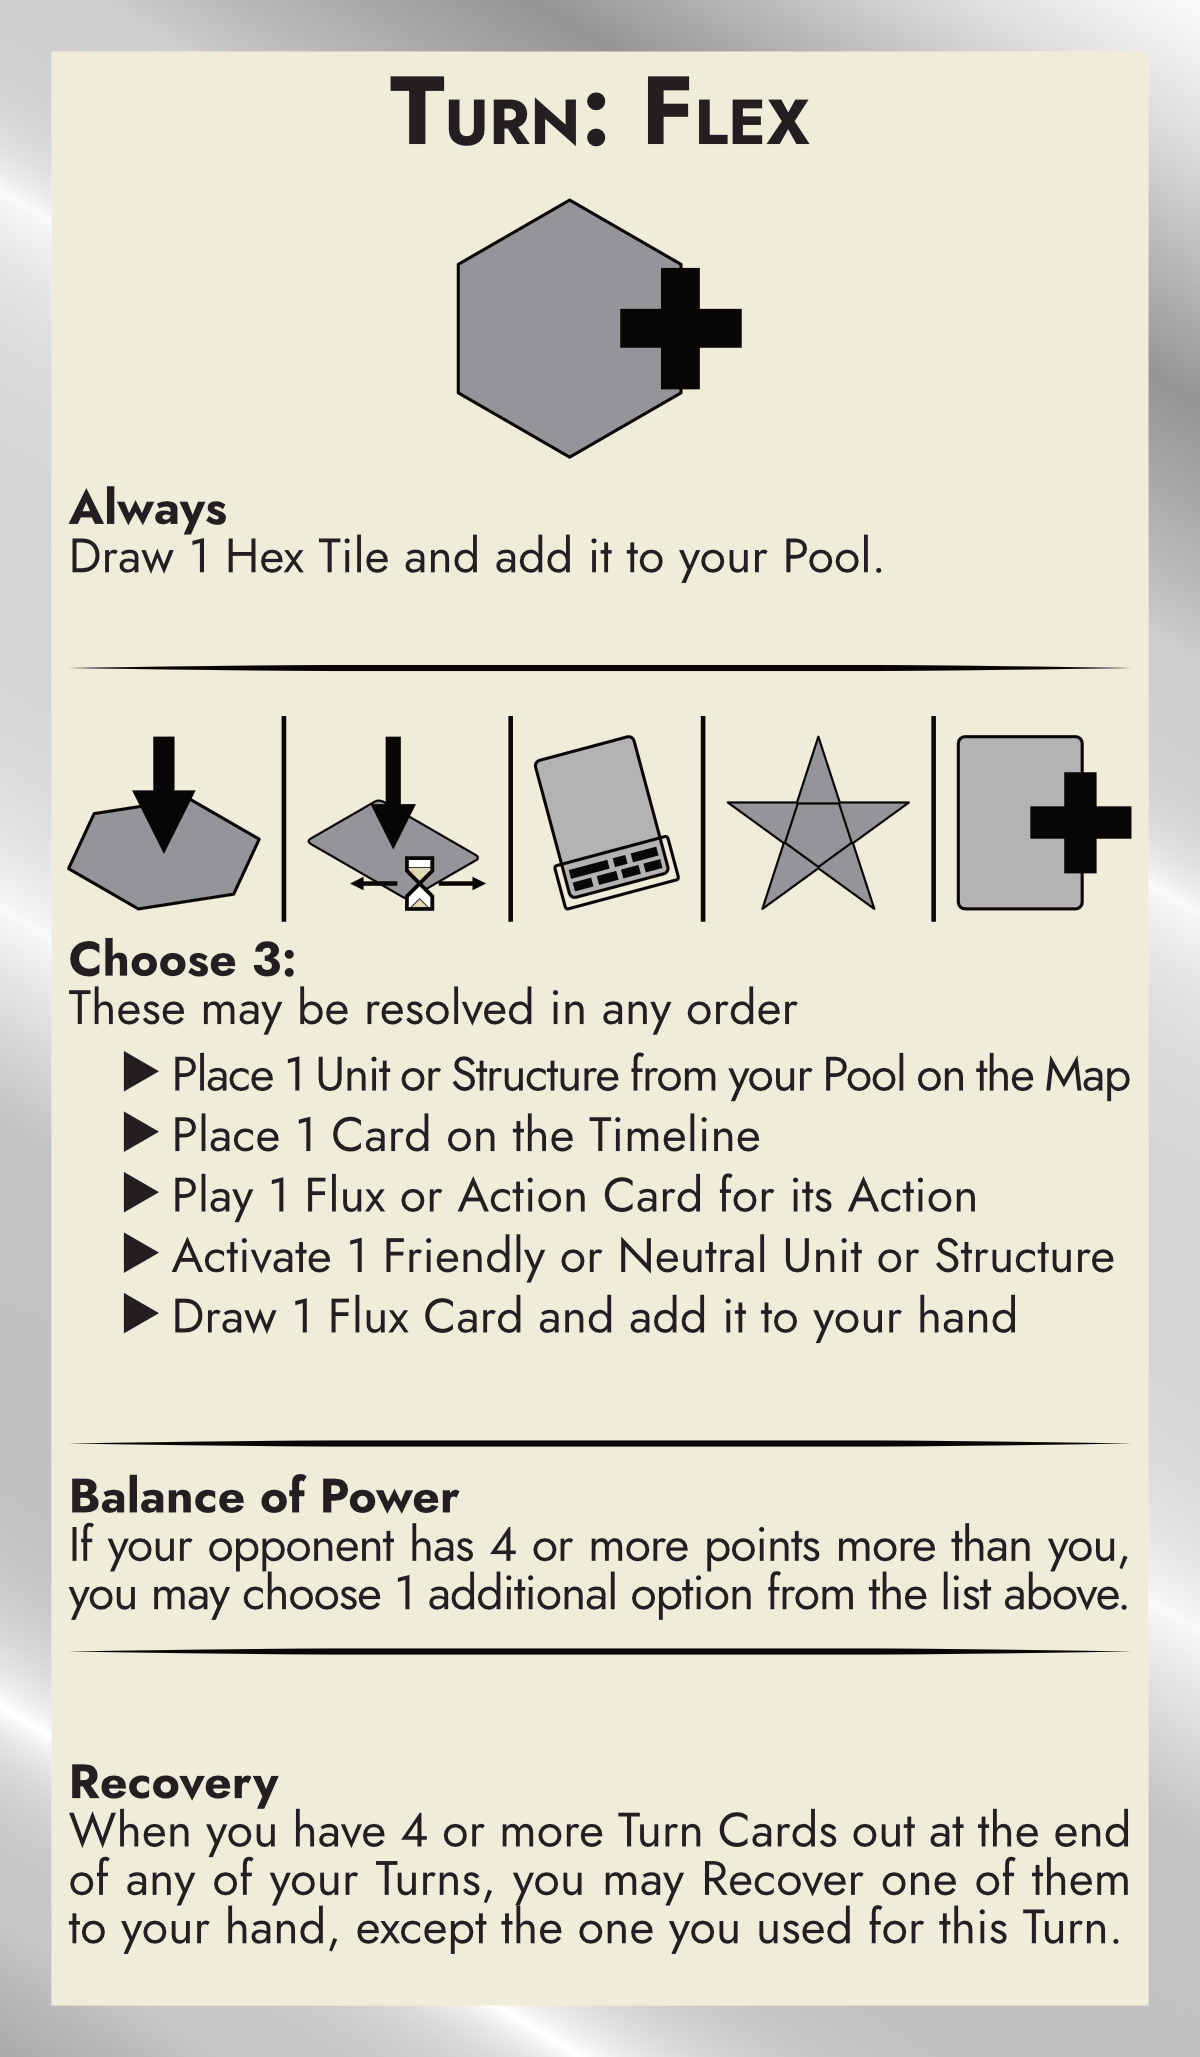 Turn: Flex
Always
Draw 1 Hex Tile and add it to your Pool.
Choose 3:
These may be resolved in any order
Place 1 Unit or Structure from your Pool on the Map
Place 1 Card on the Timeline
Play 1 Flux or Action Card for its Action
Activate 1 Friendly or Neutral Unit or Structure
Draw 1 Flux Card and add it to your hand
Balance of Power
If your opponent has 4 or more points more than you,
you may choose 1 additional option from the list above.
Recovery
When you have 4 or more Turn Cards out at the end
of any of your Turns, you may Recover one of them
to your hand, except the one you used for this Turn.